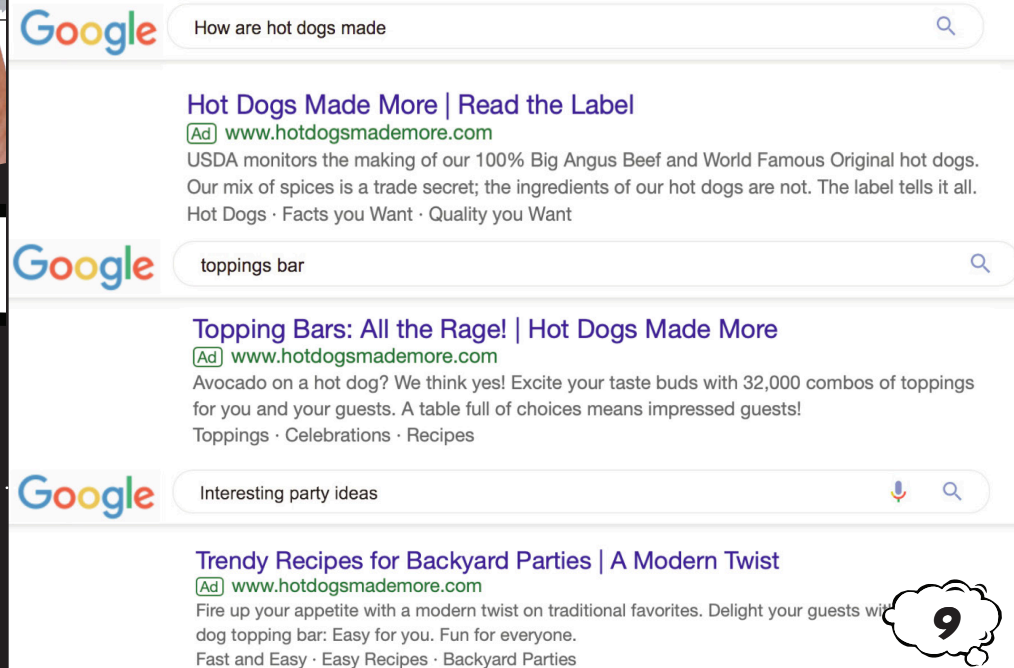 Google How are hot dogs made
Hot Dogs Made More | Read the Label
Ad www.hotdogsmademore.com
USDA monitors the making of our 100% Big Angus Beef and World Famous Original hot dogs.
Our mix of spices is a trade secret; the ingredients of our hot dogs are not. The label tells it all.
Hot Dogs · Facts you Want · Quality you Want
Google toppings bar
Topping Bars: All the Rage! | Hot Dogs Made More
Ad www.hotdogsmademore.com
Avocado on a hot dog? We think yes! Excite your taste buds with 32,000 combos of toppings
for you and your guests. A table full of choices means impressed guests!
Toppings · Celebrations · Recipes
Google Interesting party ideas
Trendy Recipes for Backyard Parties | A Modern Twist
Ad www.hotdogsmademore.com
Fire up your appetite with a modern twist on traditional favorites. Delight your guests
dog topping bar: Easy for you. Fun for everyone.
Fast and Easy · Easy Recipes · Backyard Parties
9